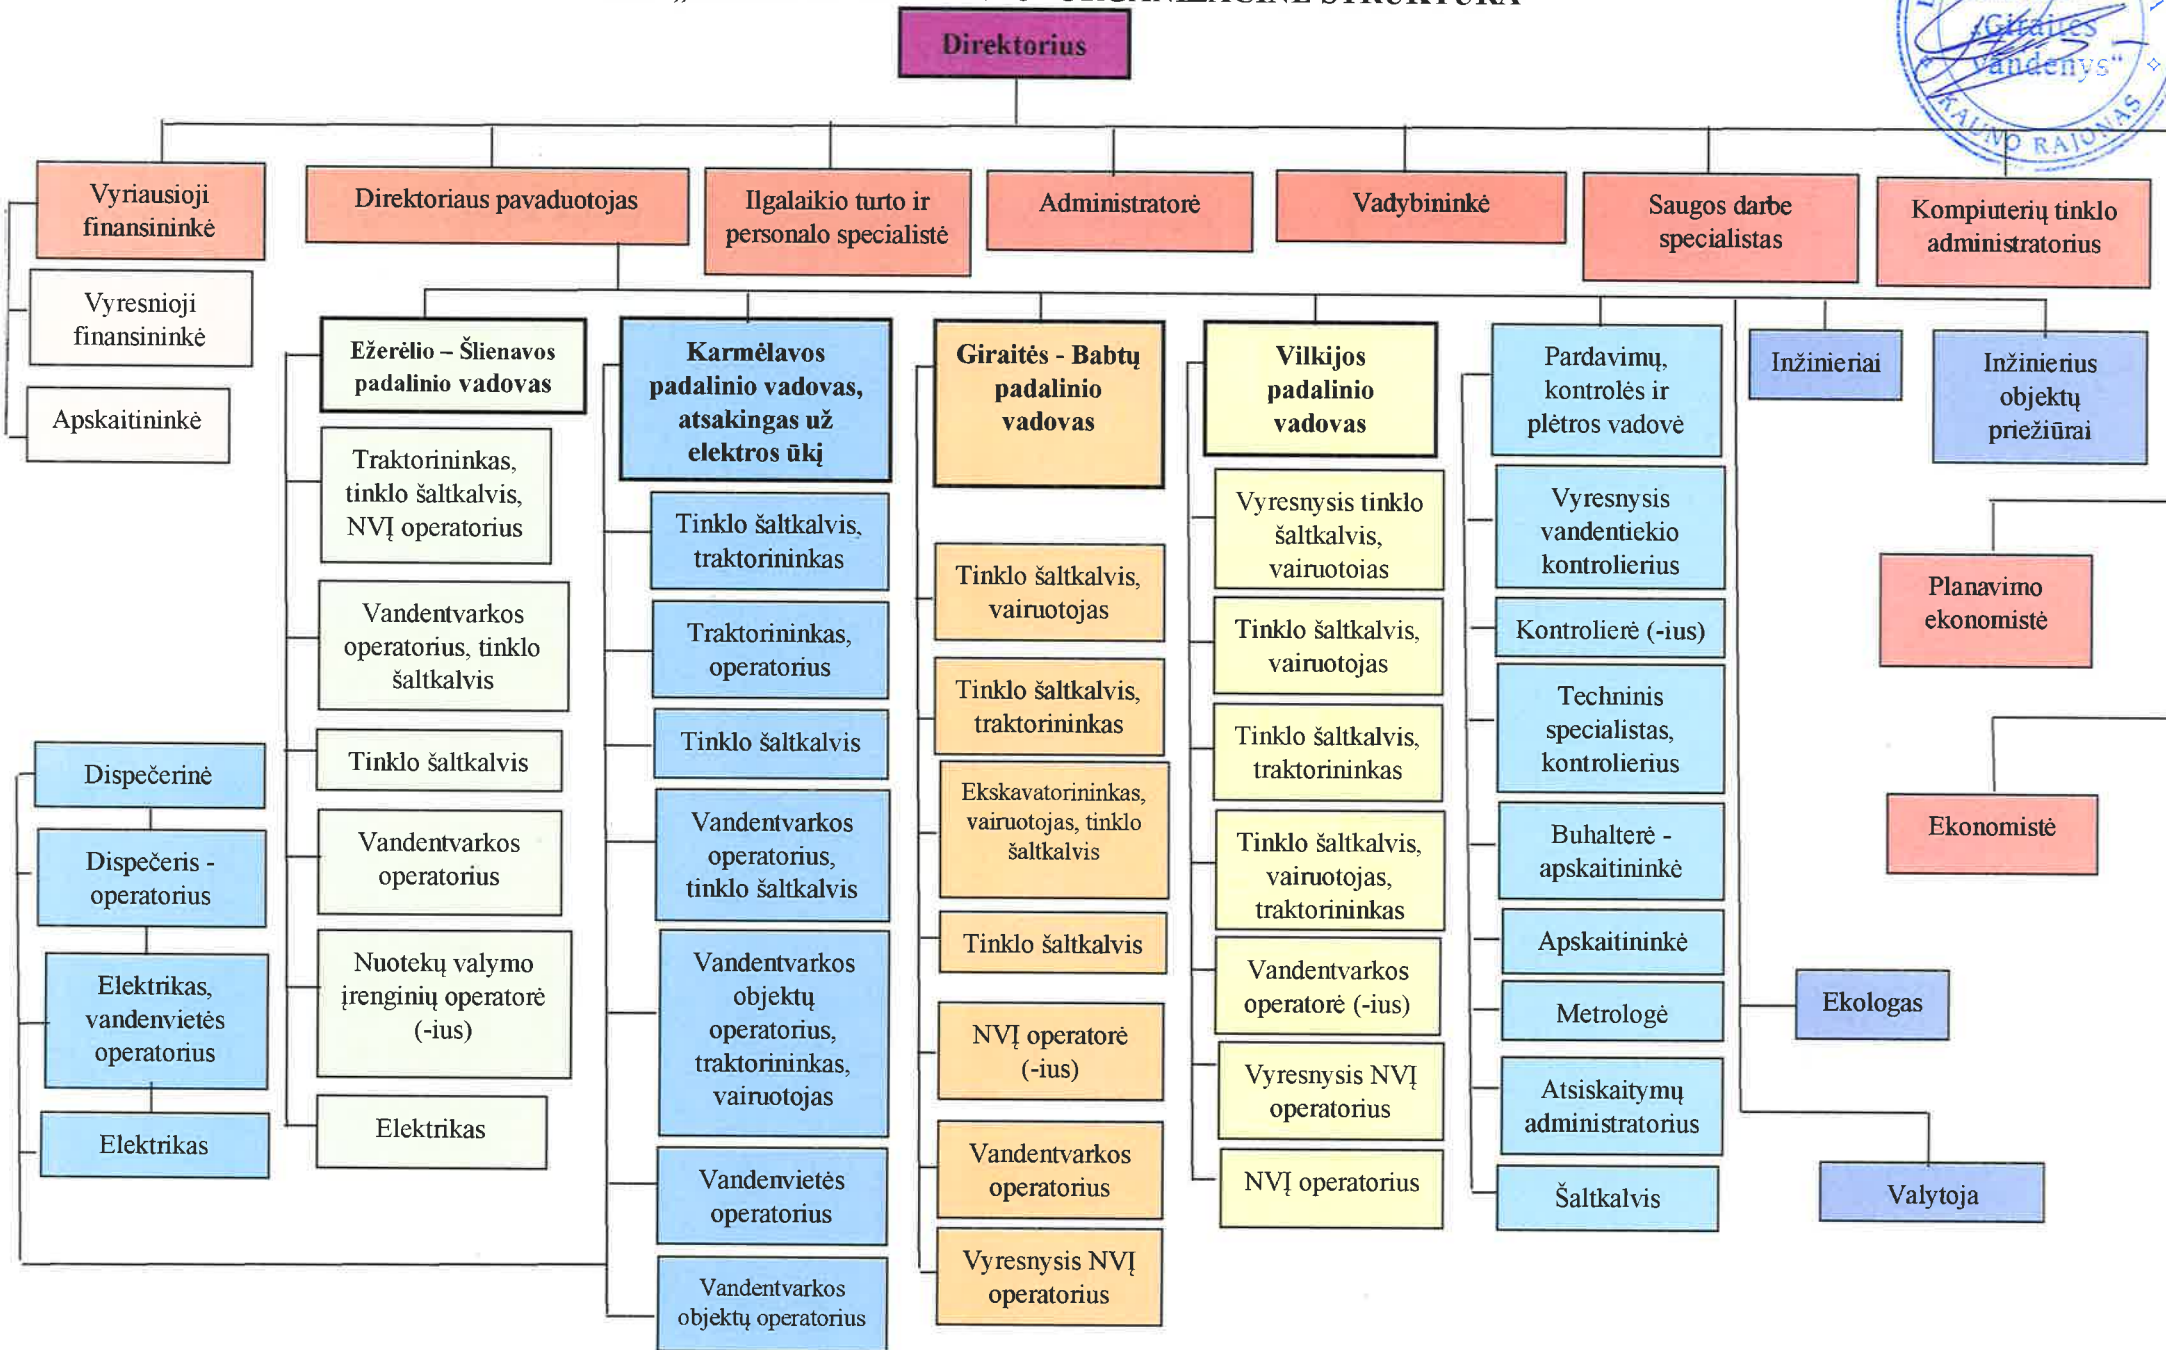 ORGANIZACINĖ STRUKTŪRA
Direktorius
„Giraitės
vandenys“
KAUNO RAJONAS
Vyriausioji
finansininkė
Direktoriaus pavaduotojas
Ilgalaikio turto ir
personalo specialistė
Administratorė
Vadybininkė
Saugos darbe
specialistas
Kompiuterių tinklo
administratorius
Vyresnioji
finansininkė
Apskaitininkė
Ežerėlio – Šlienavos
padalinio vadovas
Traktorininkas,
tinklo šaltkalvis,
NVĮ operatorius
Vandentvarkos
operatorius, tinklo
šaltkalvis
Tinklo šaltkalvis
Vandentvarkos
operatorius
Nuotekų valymo
įrenginių operatorė
(-ius)
Elektrikas
Dispečerinė
Dispečeris -
operatorius
Elektrikas,
vandenvietės
operatorius
Elektrikas
Karmėlavos
padalinio vadovas,
atsakingas už
elektros ūkį
Tinklo šaltkalvis,
traktorininkas
Traktorininkas,
operatorius
Tinklo šaltkalvis
Vandentvarkos
operatorius,
tinklo šaltkalvis
Vandentvarkos
objektų
operatorius,
traktorininkas,
vairuotojas
Vandenvietės
operatorius
Vandentvarkos
objektų operatorius
Giraitės - Babtų
padalinio
vadovas
Tinklo šaltkalvis,
vairuotojas
Tinklo šaltkalvis,
traktorininkas
Ekskavatorininkas,
vairuotojas, tinklo
šaltkalvis
Tinklo šaltkalvis
NVĮ operatorė
(-ius)
Vandentvarkos
operatorius
Vyresnysis NVĮ
operatorius
Vilkijos
padalinio
vadovas
Vyresnysis tinklo
šaltkalvis,
vairuotojas
Tinklo šaltkalvis,
vairuotojas
Tinklo šaltkalvis,
traktorininkas
Tinklo šaltkalvis,
vairuotojas,
traktorininkas
Vandentvarkos
operatorė (-ius)
Vyresnysis NVĮ
operatorius
NVĮ operatorius
Pardavimų,
kontrolės ir
plėtros vadovė
Vyresnysis
vandentiekio
kontrolierius
Kontrolierė (-ius)
Techninis
specialistas,
kontrolierius
Buhalterė -
apskaitininkė
Apskaitininkė
Metrologė
Atsiskaitymų
administratorius
Šaltkalvis
Inžinieriai
Inžinierius
objektų
priežiūrai
Planavimo
ekonomistė
Ekonomistė
Ekologas
Valytoja